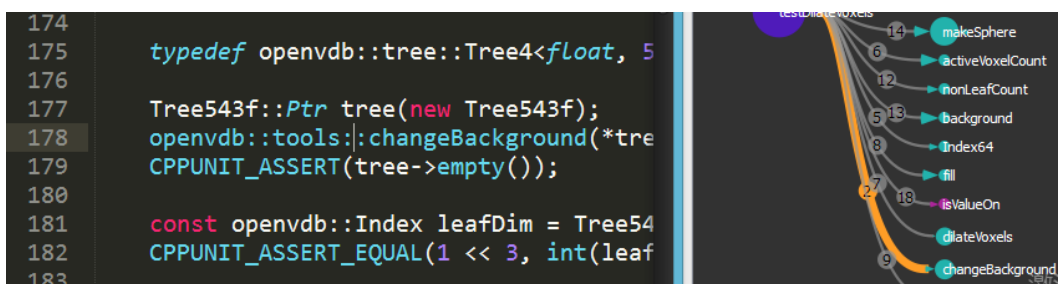 174
175 typedef openvdb::tree::Tree4<float, 5
176
177 Tree543f::Ptr tree(new Tree543f);
178 openvdb::tools::changeBackground(*tre
179 CPPUNIT_ASSERT(tree->empty());
180
181 const openvdb::Index leafDim = Tree54
182 CPPUNIT_ASSERT_EQUAL(1 << 3, int(leaf
183
testDilateVoxels
14 makeSphere
6 activeVoxelCount
12 nonLeafCount
5 13 background
8 Index64
fill
2 7 18 isValueOn
dilateVoxels
9 changeBackground